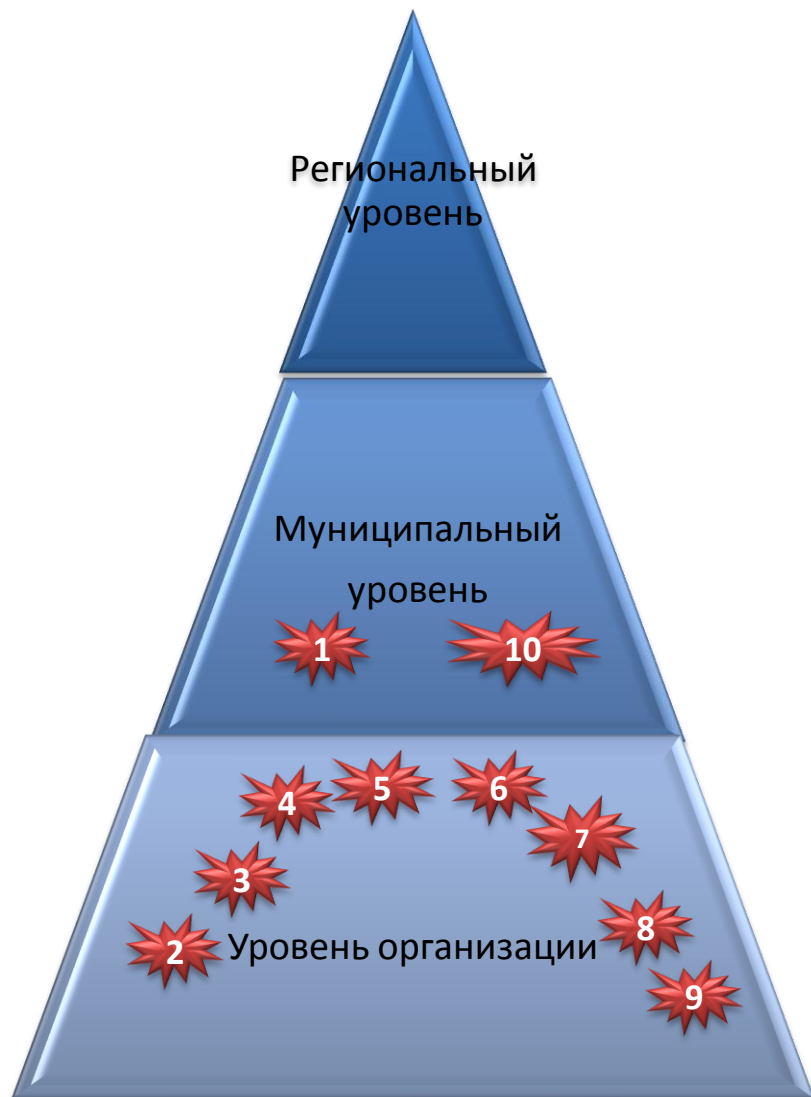 Региональный
уровень
Муниципальный
уровень
1 10
4 5 6 7
3
2 Уровень организации 8
9